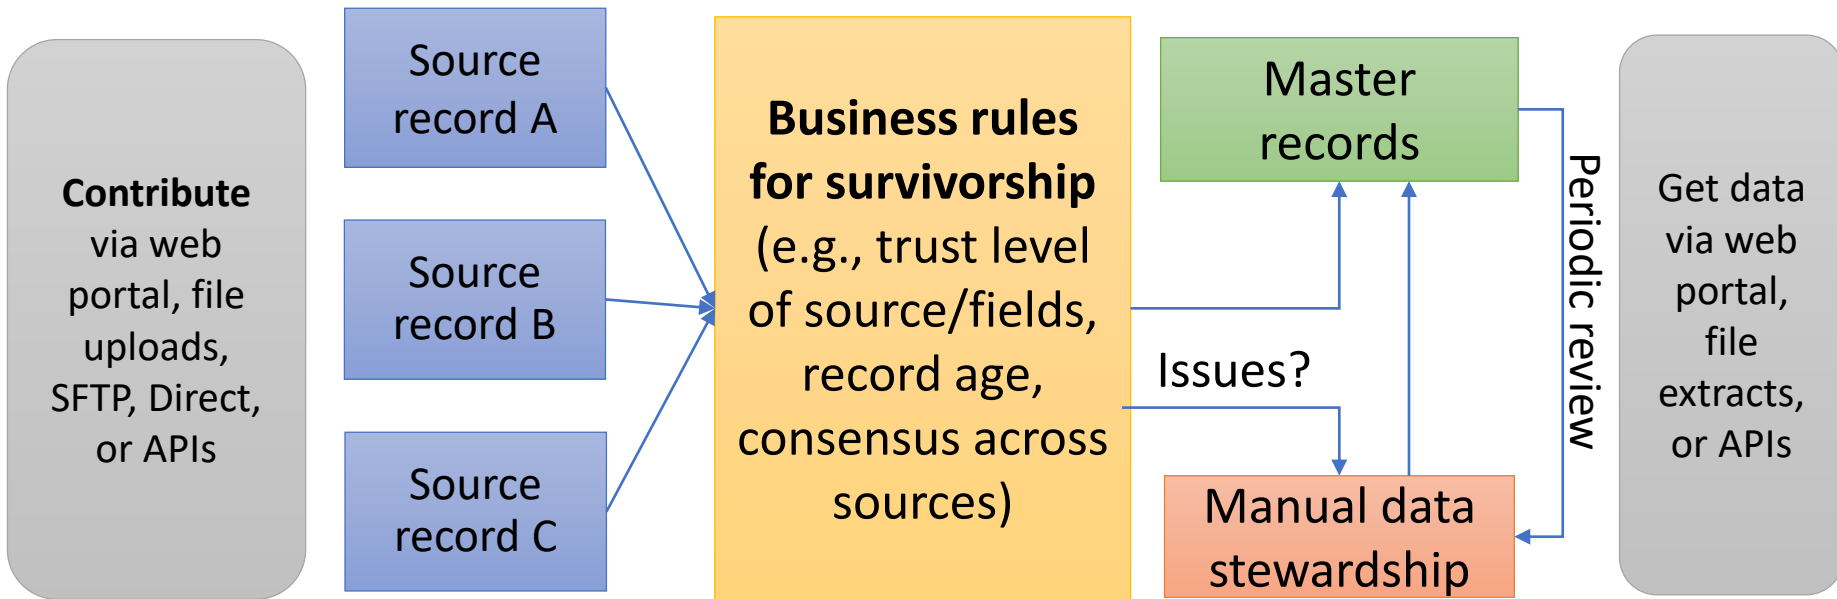 Contribute
via web
portal, file
uploads,
SFTP, Direct,
or APIs
Source
record A
Source
record B
Source
record C
Business rules
for survivorship
(e.g., trust level
of source/fields,
record age,
consensus across
sources)
Issues?
Master
records
Manual data
stewardship
Periodic review
Get data
via web
portal,
file
extracts,
or APIs